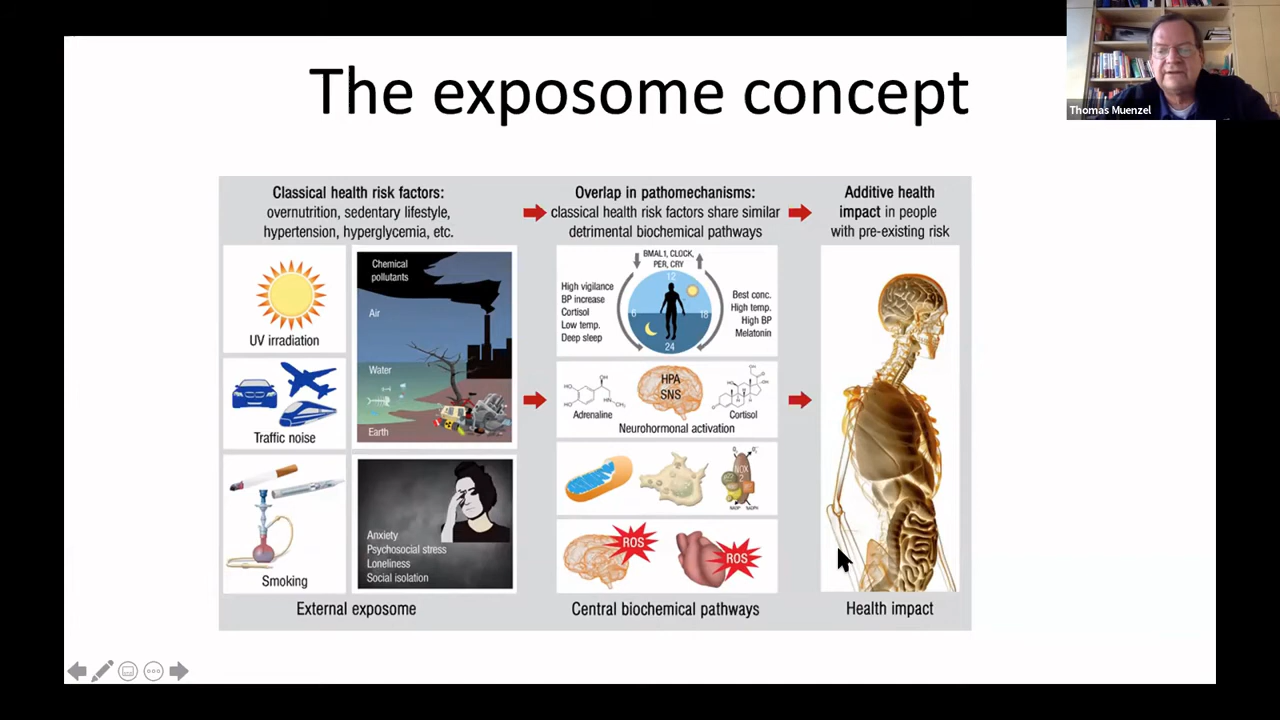 The exposome concept
Thomas Muenzel
Classical health risk factors:
overnutrition, sedentary lifestyle,
hypertension, hyperglycemia, etc.
Overlap in pathomechanisms:
classical health risk factors share similar
detrimental biochemical pathways
Additive health
impact in people
with pre-existing risk
UV irradiation
Traffic noise
Smoking
Chemical
pollutants
Air
Water
Earth
Anxiety
Psychosocial stress
Loneliness
Social isolation
External exposome
BMAL1, CLOCK,
PER, CRY
High vigilance
BP increase
Cortisol
Low temp.
Deep sleep
12
6
18
24
Best conc.
High temp.
High BP
Melatonin
HPA
SNS
Adrenaline
Cortisol
Neurohormonal activation
NOX
2
ROS
ROS
Central biochemical pathways
Health impact